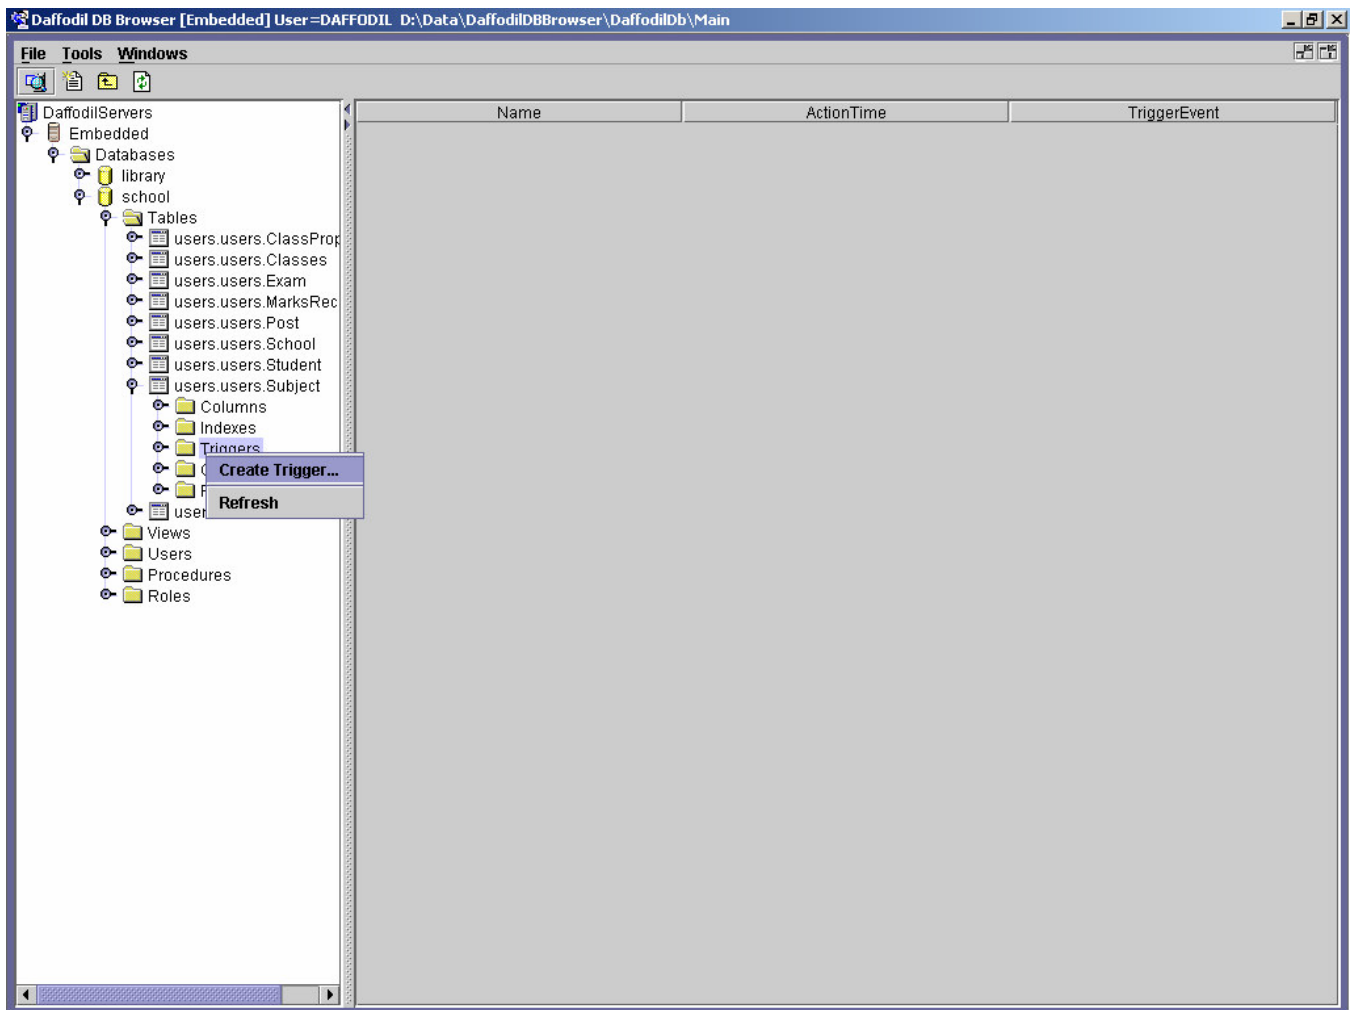 Daffodil DB Browser [Embedded] User=DAFFODIL D:\Data\DaffodilDBBrowser\DaffodilDb\Main
File Tools Windows
DaffodilServers
Name ActionTime TriggerEvent
Embedded
Databases
library
school
Tables
users.users.ClassProp
users.users.Classes
users.users.Exam
users.users.MarksRec
users.users.Post
users.users.School
users.users.Student
users.users.Subject
Columns
Indexes
Triggers
Create Trigger...
Refresh
user
Views
Users
Procedures
Roles